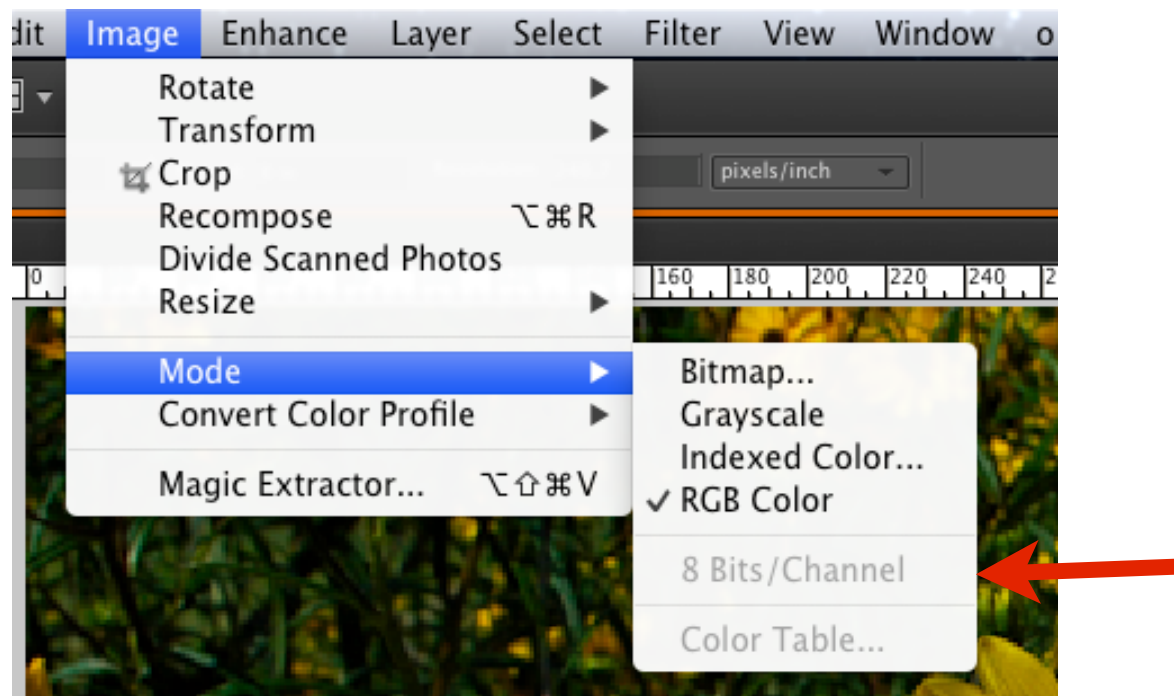 dit Image Enhance Layer Select Filter View Window o
Rotate
Transform
Crop
pixels/inch
Recompose ⌥⌘R
Divide Scanned Photos
0 160 180 200 220 240 2
Resize
Mode
Convert Color Profile
Magic Extractor... ⌥⇧⌘V
Bitmap...
Grayscale
Indexed Color...
✓ RGB Color
8 Bits/Channel
Color Table...